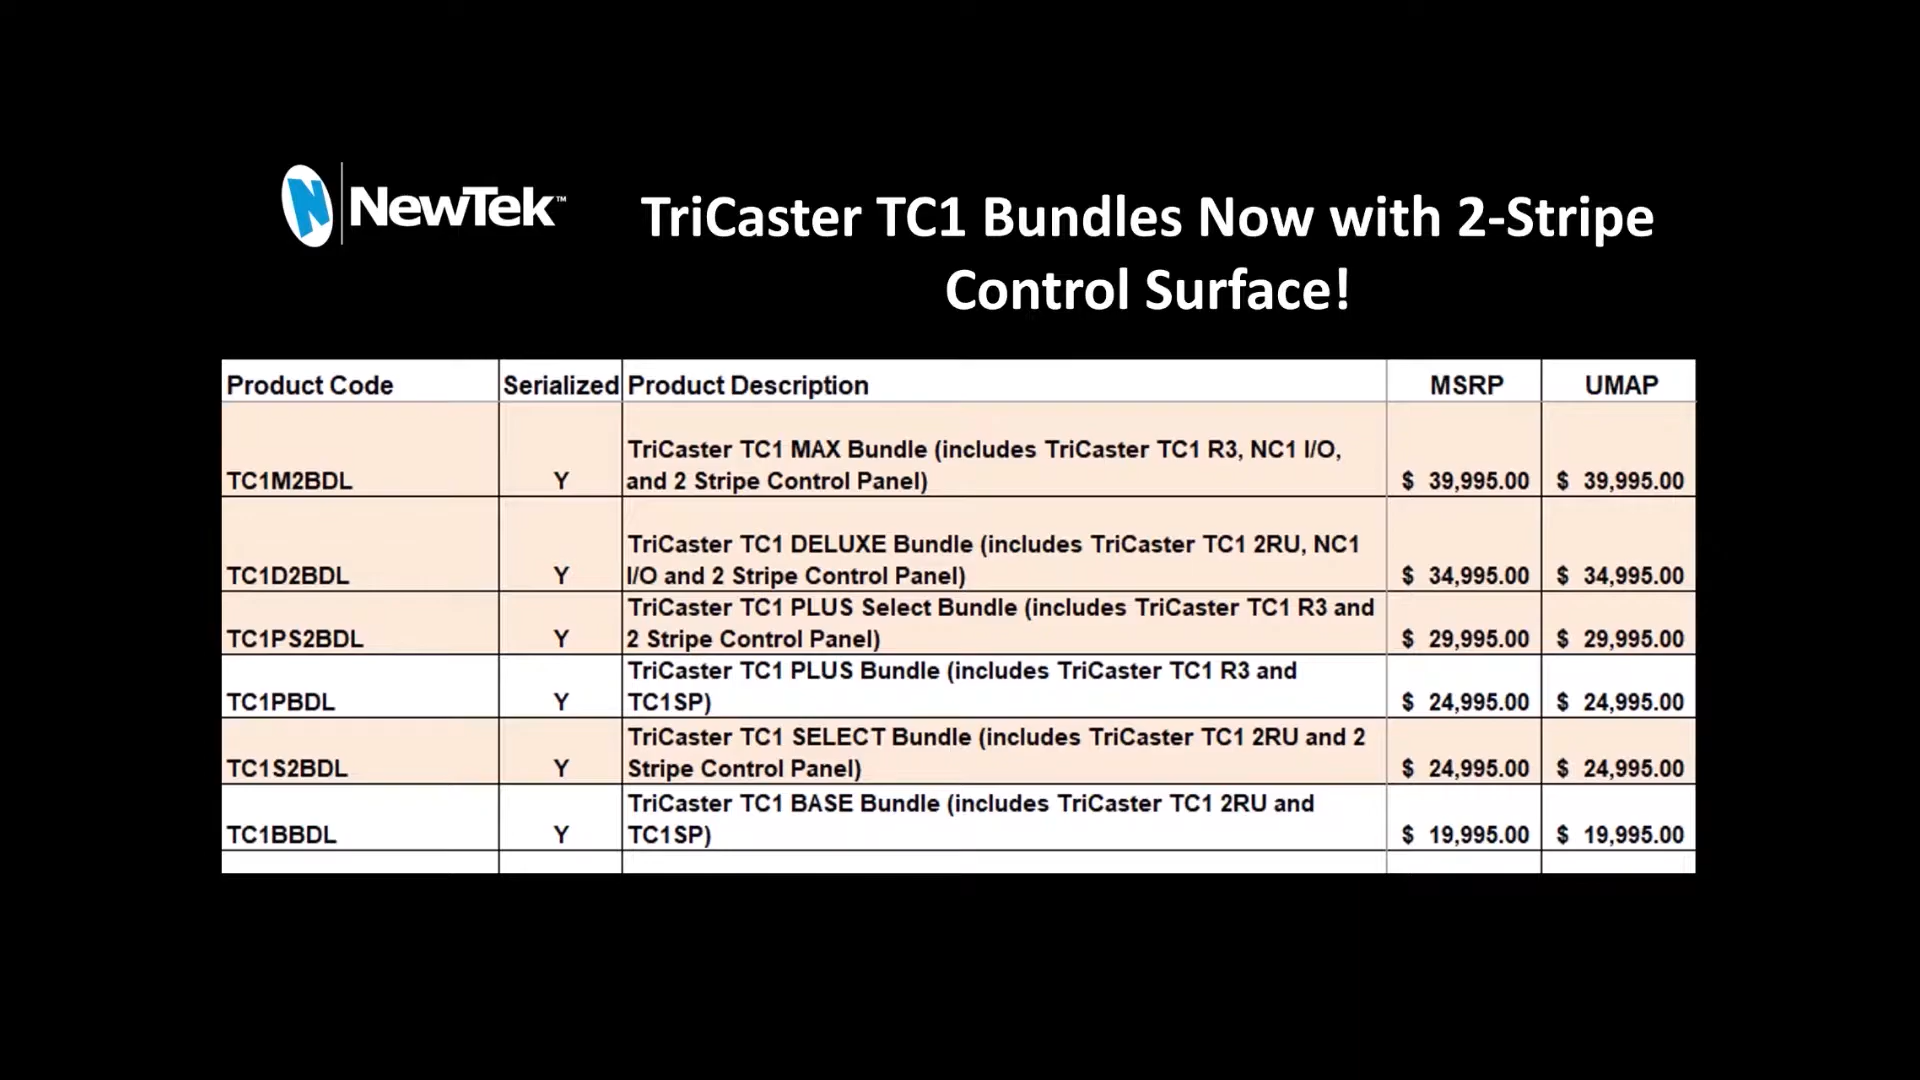 NewTek™
TriCaster TC1 Bundles Now with 2-Stripe
Control Surface!
Product Code Serialized Product Description MSRP UMAP
TriCaster TC1 MAX Bundle (includes TriCaster TC1 R3, NC1 I/O,
TC1M2BDL Y and 2 Stripe Control Panel) $ 39,995.00 $ 39,995.00
TriCaster TC1 DELUXE Bundle (includes TriCaster TC1 2RU, NC1
TC1D2BDL Y I/O and 2 Stripe Control Panel) $ 34,995.00 $ 34,995.00
TriCaster TC1 PLUS Select Bundle (includes TriCaster TC1 R3 and
TC1PS2BDL Y 2 Stripe Control Panel) $ 29,995.00 $ 29,995.00
TriCaster TC1 PLUS Bundle (includes TriCaster TC1 R3 and
TC1PBDL Y TC1SP) $ 24,995.00 $ 24,995.00
TriCaster TC1 SELECT Bundle (includes TriCaster TC1 2RU and 2
TC1S2BDL Y Stripe Control Panel) $ 24,995.00 $ 24,995.00
TriCaster TC1 BASE Bundle (includes TriCaster TC1 2RU and
TC1BBDL Y TC1SP) $ 19,995.00 $ 19,995.00